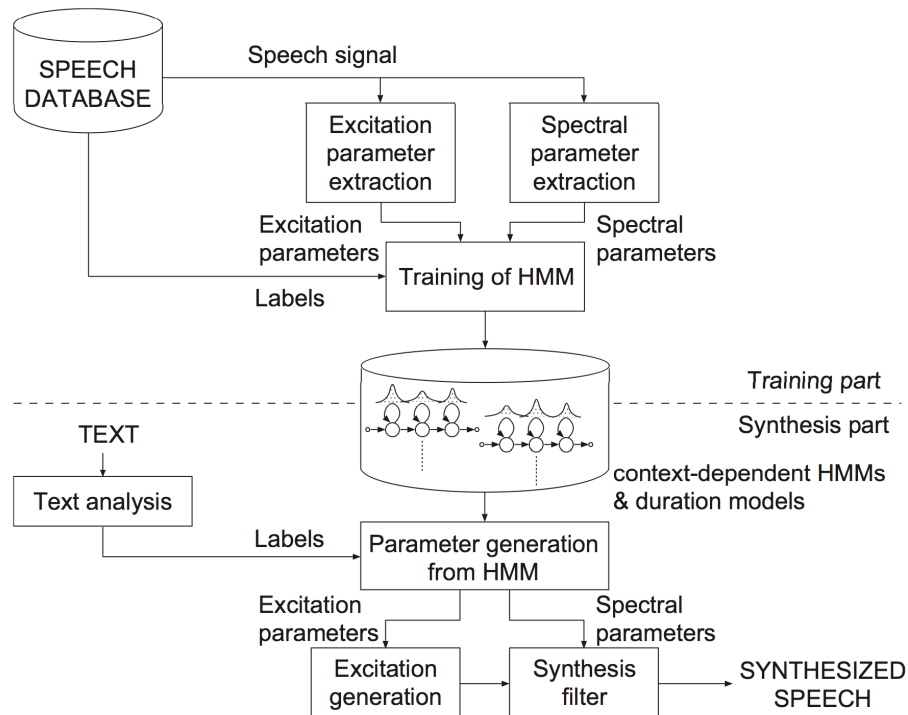 SPEECH
DATABASE
Speech signal
Excitation
parameter
extraction
Spectral
parameter
extraction
Excitation
parameters
Spectral
parameters
Training of HMM
Labels
Training part
Synthesis part
TEXT
context-dependent HMMs
& duration models
Text analysis
Labels
Parameter generation
from HMM
Excitation
parameters
Spectral
parameters
Excitation
generation
Synthesis
filter
SYNTHESIZED
SPEECH